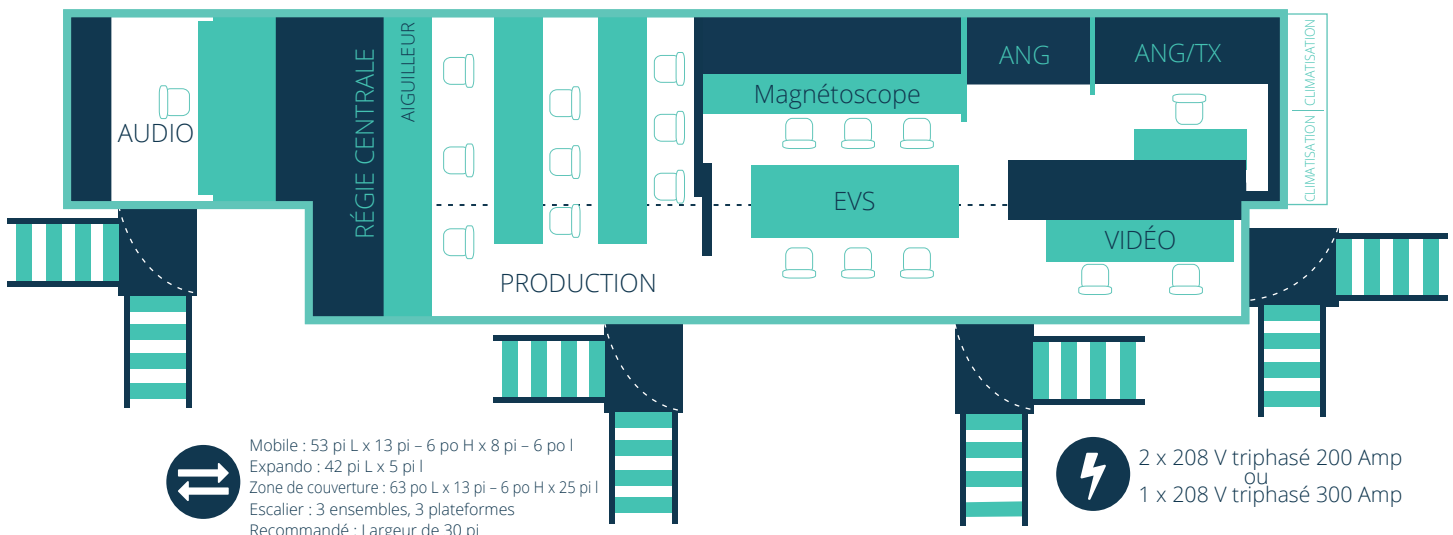 AUDIO
RÉGIE CENTRALE
AIGUILLEUR
PRODUCTION
Magnétoscope
EVS
ANG
ANG/TX
VIDÉO
CLIMATISATION
CLIMATISATION
Mobile : 53 pi L x 13 pi – 6 po H x 8 pi – 6 po l
Expando : 42 pi L x 5 pi l
Zone de couverture : 63 po L x 13 pi – 6 po H x 25 pi l
Escalier : 3 ensembles, 3 plateformes
Recommandé : Largeur de 30 pi
2 x 208 V triphasé 200 Amp
ou
1 x 208 V triphasé 300 Amp